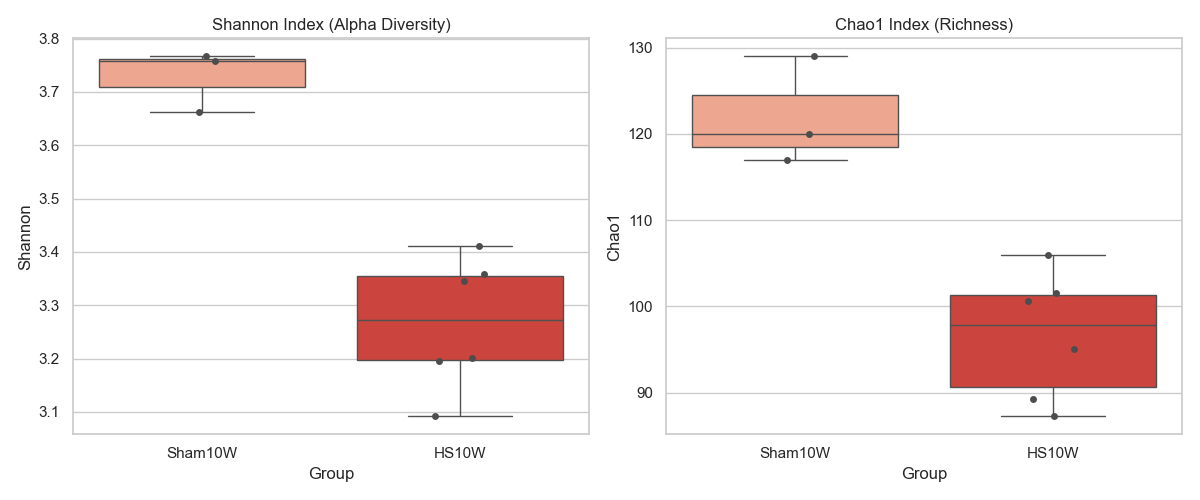 Shannon Index (Alpha Diversity)
3.8
3.7
3.6
3.5
3.4
3.3
3.2
3.1
Shannon
Sham10W
HS10W
Group
Chao1 Index (Richness)
130
120
110
100
90
Chao1
Sham10W
HS10W
Group